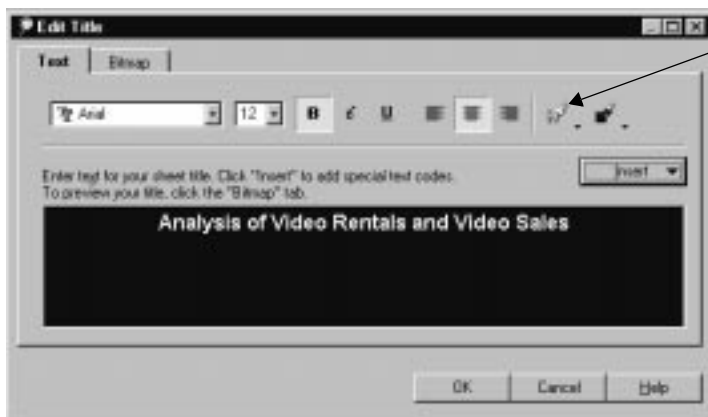 Edit Title
Text Bitmap
Arial 12 B I U
Enter text for your sheet title. Click "Insert" to add special text codes.
Insert
To preview your title, click the "Bitmap" tab.
Analysis of Video Rentals and Video Sales
OK Cancel Help